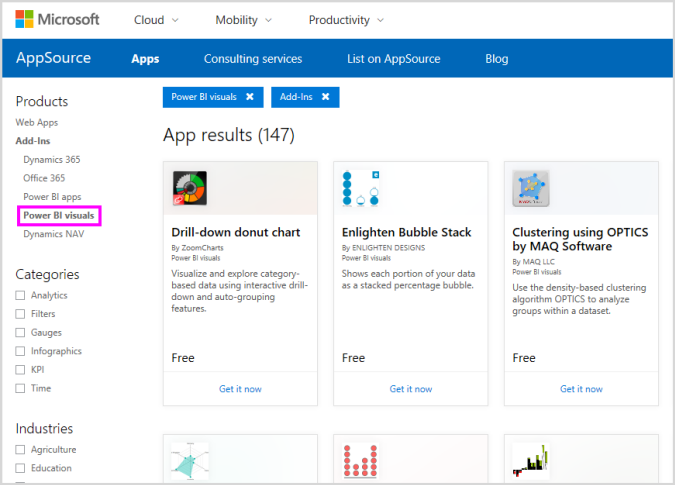 Microsoft Cloud Mobility Productivity
AppSource Apps Consulting services List on AppSource Blog
Products
Web Apps
Add-Ins
Dynamics 365
Office 365
Power BI apps
Power BI visuals
Dynamics NAV
Categories
Analytics
Filters
Gauges
Infographics
KPI
Time
Industries
Agriculture
Education
Power BI visuals Add-Ins
App results (147)
Drill-down donut chart
By ZoomCharts
Power BI visuals
Visualize and explore category-
based data using interactive drill-
down and auto-grouping
features.
Free
Get it now
Enlighten Bubble Stack
By ENLIGHTEN DESIGNS
Power BI visuals
Shows each portion of your data
as a stacked percentage bubble.
Free
Get it now
Clustering using OPTICS
by MAQ Software
By MAQ LLC
Power BI visuals
Use the density-based clustering
algorithm OPTICS to analyze
groups within a dataset.
Free
Get it now